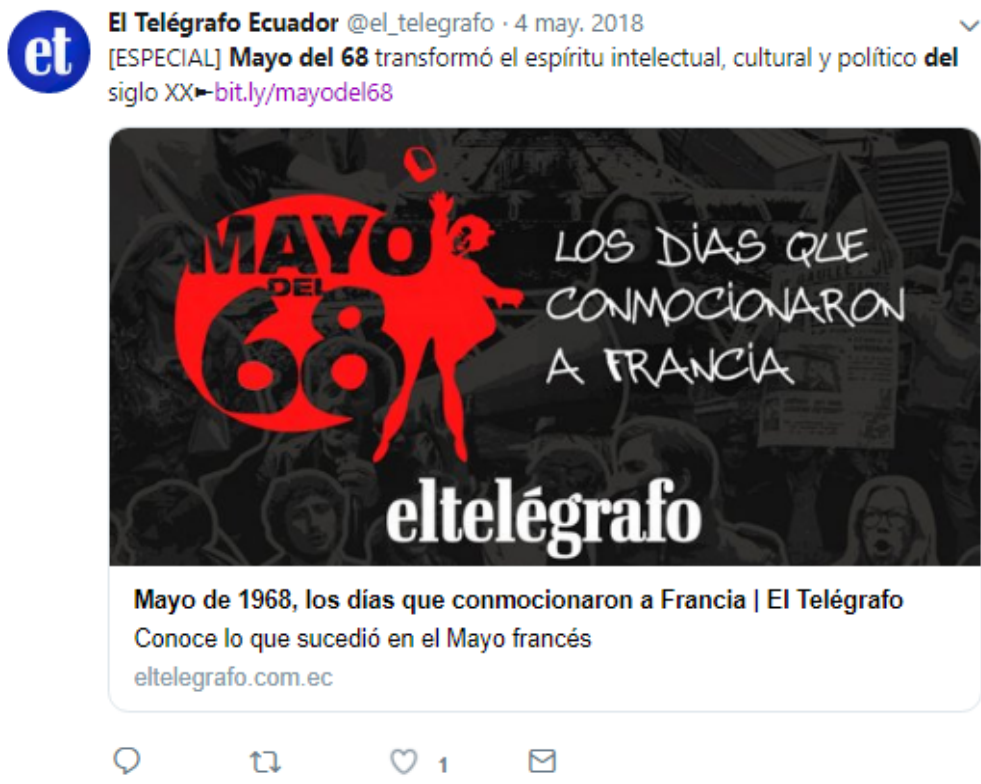 et
El Telégrafo Ecuador @el_telegrafo · 4 may. 2018
[ESPECIAL] Mayo del 68 transformó el espíritu intelectual, cultural y político del
siglo XX➼bit.ly/mayodel68
MAYO
DEL
68
LOS DÍAS QUE
CONMOCIONARON
A FRANCIA
eltelégrafo
Mayo de 1968, los días que conmocionaron a Francia | El Telégrafo
Conoce lo que sucedió en el Mayo francés
eltelegrafo.com.ec
1